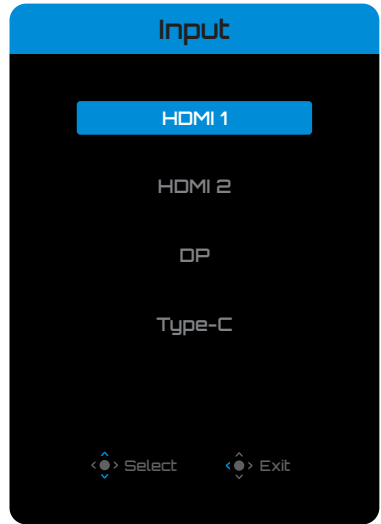 Input
HDMI 1
HDMI 2
DP
Type-C
Select Exit